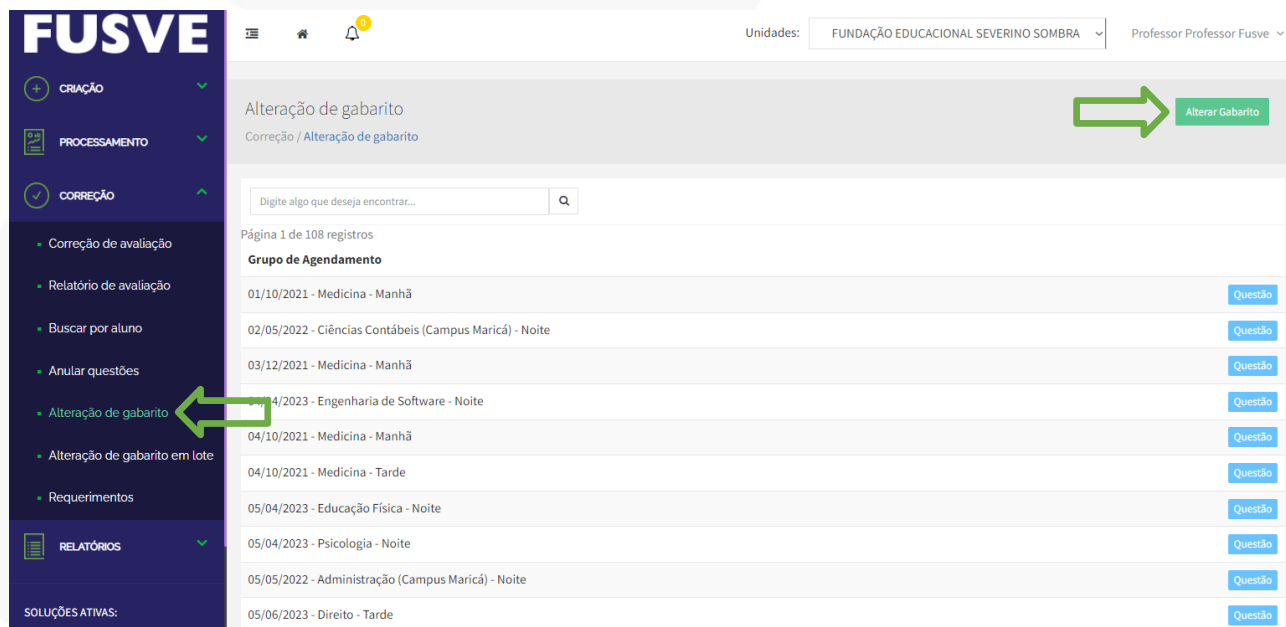 FUSVE
0
Unidades:
FUNDAÇÃO EDUCACIONAL SEVERINO SOMBRA
Professor Professor Fusve
CRIAÇÃO
PROCESSAMENTO
CORREÇÃO
Correção de avaliação
Relatório de avaliação
Buscar por aluno
Anular questões
Alteração de gabarito
Alteração de gabarito em lote
Requerimentos
RELATÓRIOS
SOLUÇÕES ATIVAS:
Alteração de gabarito
Alterar Gabarito
Correção / Alteração de gabarito
Digite algo que deseja encontrar...
Página 1 de 108 registros
Grupo de Agendamento
01/10/2021 - Medicina - Manhã Questão
02/05/2022 - Ciências Contábeis (Campus Maricá) - Noite Questão
03/12/2021 - Medicina - Manhã Questão
4/2023 - Engenharia de Software - Noite Questão
04/10/2021 - Medicina - Manhã Questão
04/10/2021 - Medicina - Tarde Questão
05/04/2023 - Educação Física - Noite Questão
05/04/2023 - Psicologia - Noite Questão
05/05/2022 - Administração (Campus Maricá) - Noite Questão
05/06/2023 - Direito - Tarde Questão